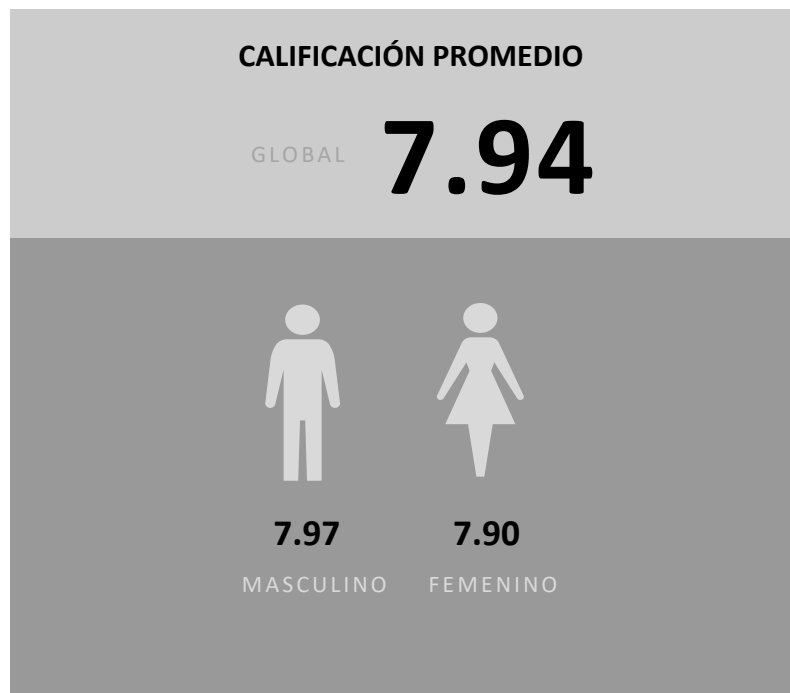 CALIFICACIÓN PROMEDIO
GLOBAL 7.94
7.97 7.90
MASCULINO FEMENINO